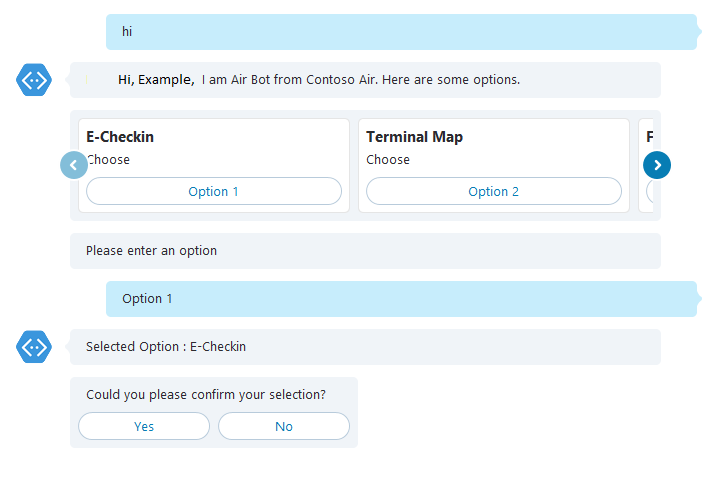 hi
Hi, Example, I am Air Bot from Contoso Air. Here are some options.
E-Checkin
Choose
Option 1
Terminal Map
Choose
Option 2
F
Please enter an option
Option 1
Selected Option : E-Checkin
Could you please confirm your selection?
Yes
No